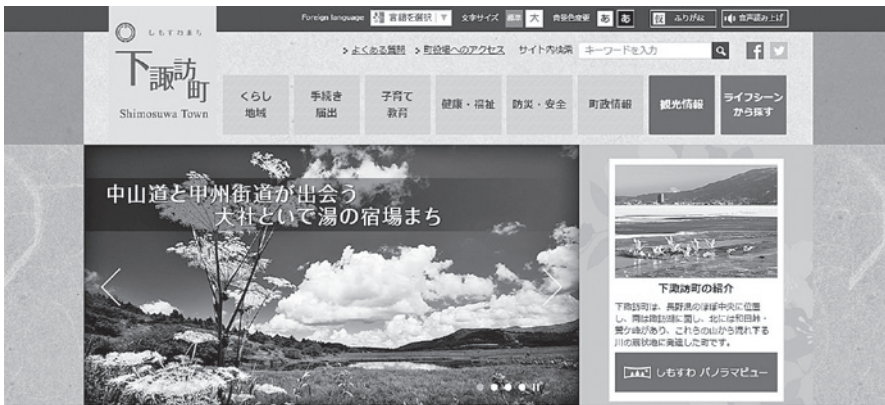 Foreign language 言語を選択 ▼ 文字サイズ 標準 大 背景色変更 あ あ 仮 ふりがな 音声読み上げ
しもすわまち
下諏訪町
Shimosuwa Town
> よくある質問 > 町役場へのアクセス サイト内検索 キーワードを入力
くらし
地域
手続き
届出
子育て
教育
健康・福祉
防災・安全
町政情報
観光情報
ライフシーン
から探す
中山道と甲州街道が出会う
大社といで湯の宿場まち
下諏訪町の紹介
下諏訪町は、長野県のほぼ中央に位置
し、南は諏訪湖に面し、北には和田峠・
鷲ケ峰があり、これらの山から流れ下る
川の扇状地に発達した町です。
しもすわ パノラマビュー